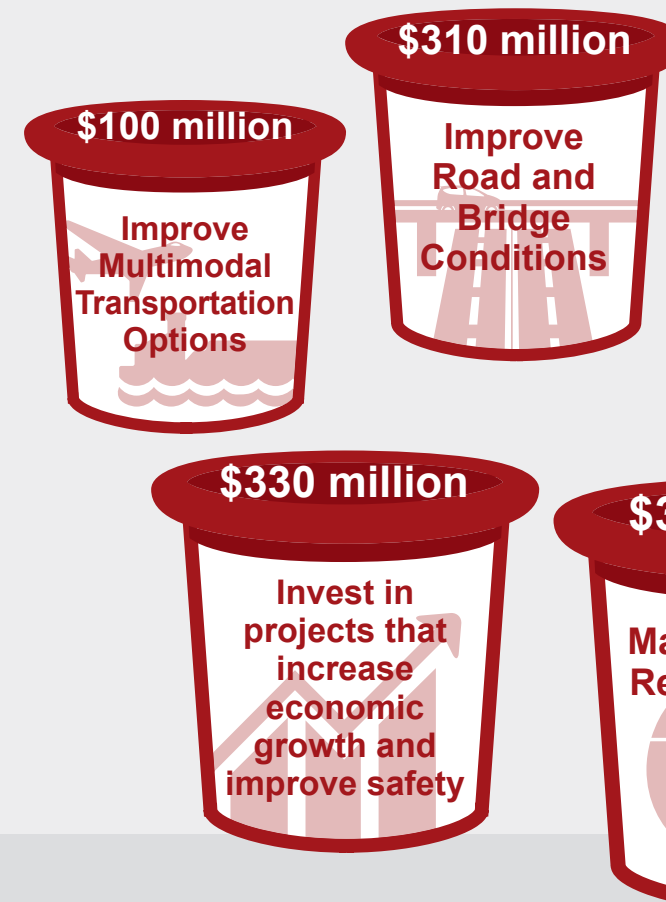 $310 million
Improve
Road and
Bridge
Conditions
$100 million
Improve
Multimodal
Transportation
Options
$330 million
Invest in
projects that
increase
economic
growth and
improve safety